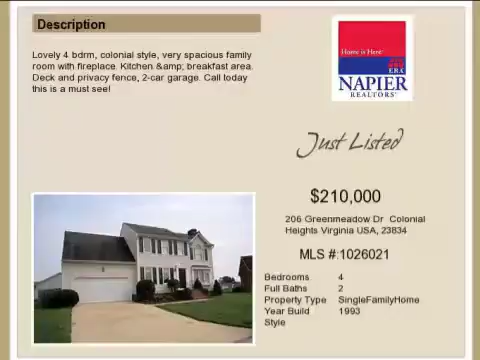 Description
Lovely 4 bdrm, colonial style, very spacious family
room with fireplace. Kitchen &amp; breakfast area.
Deck and privacy fence, 2-car garage. Call today
this is a must see!
Home is Here
ERA
NAPIER
REALTORS
Just Listed
$210,000
206 Greenmeadow Dr Colonial
Heights Virginia USA, 23834
MLS #:1026021
Bedrooms 4
Full Baths 2
Property Type SingleFamilyHome
Year Build 1993
Style